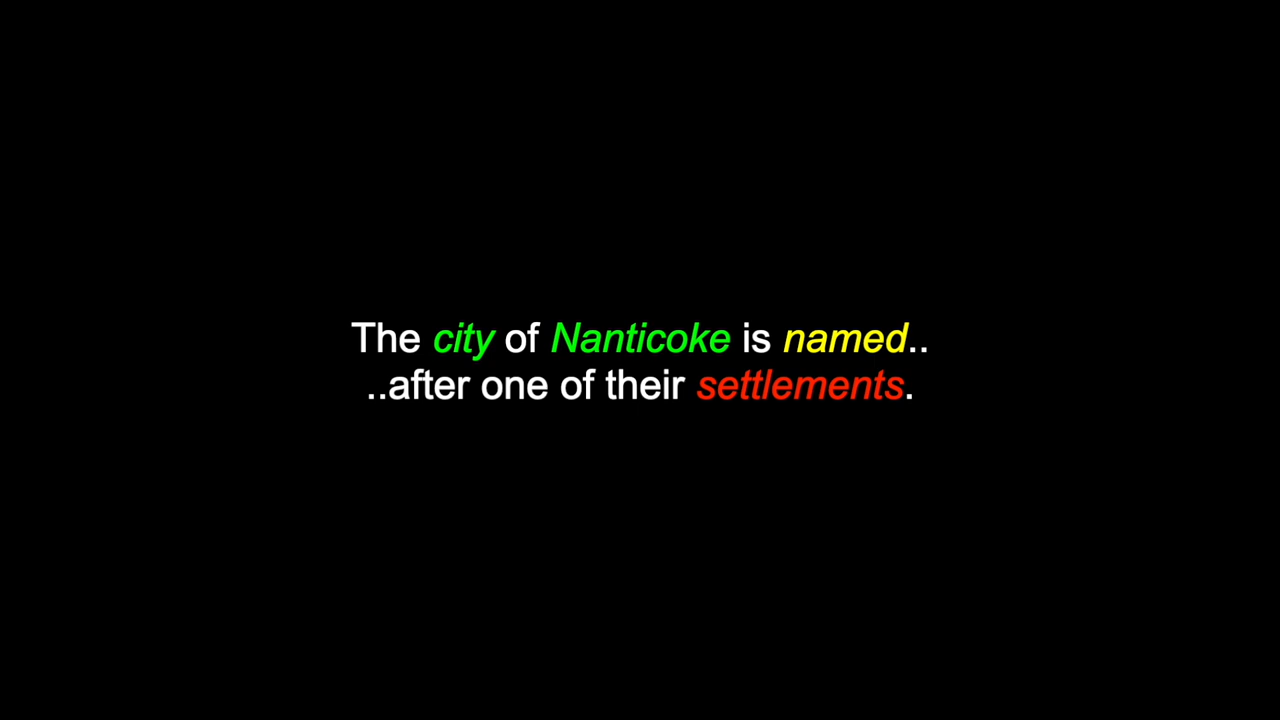 The city of Nanticoke is named..
..after one of their settlements.